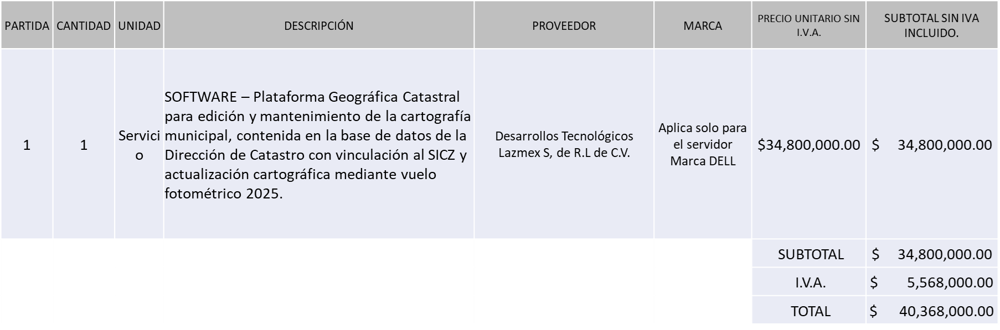 PARTIDA CANTIDAD UNIDAD DESCRIPCIÓN PROVEEDOR MARCA PRECIO UNITARIO SIN I.V.A. SUBTOTAL SIN IVA INCLUIDO.
1
1
Servici
o
SOFTWARE – Plataforma Geográfica Catastral
para edición y mantenimiento de la cartografía
municipal, contenida en la base de datos de la
Dirección de Catastro con vinculación al SICZ y
actualización cartográfica mediante vuelo
fotométrico 2025.
Desarrollos Tecnológicos
Lazmex S, de R.L de C.V.
Aplica solo para
el servidor
Marca DELL
$34,800,000.00
$ 34,800,000.00
SUBTOTAL $ 34,800,000.00
I.V.A. $ 5,568,000.00
TOTAL $ 40,368,000.00